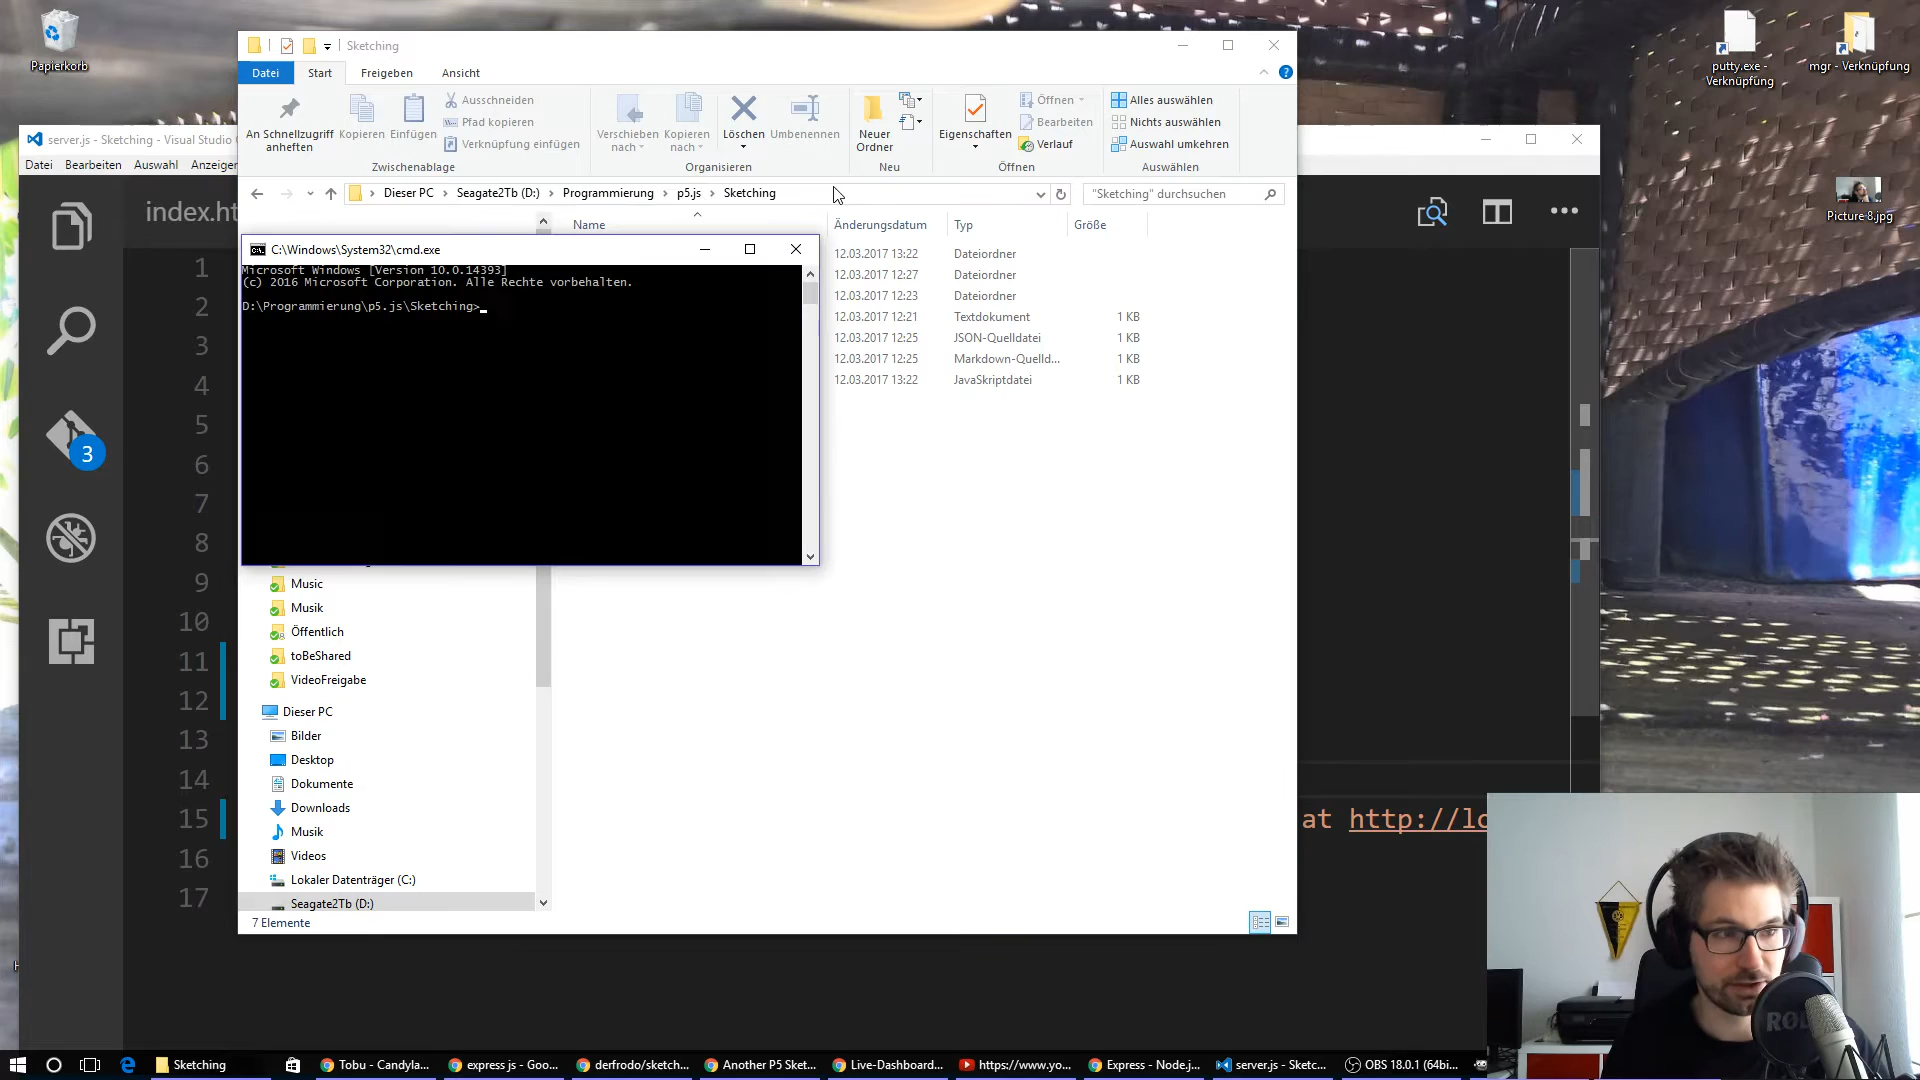 Papierkorb
putty.exe -
Verknüpfung
mgr - Verknüpfung
Picture 8.jpg
Sketching
Datei
Start
Freigeben
Ansicht
An Schnellzugriff
anheften
Kopieren
Einfügen
Ausschneiden
Pfad kopieren
Verknüpfung einfügen
Zwischenablage
Verschieben
nach
Kopieren
nach
Löschen
Umbenennen
Organisieren
Neuer
Ordner
Neu
Eigenschaften
Öffnen
Bearbeiten
Verlauf
Öffnen
Alles auswählen
Nichts auswählen
Auswahl umkehren
Auswählen
server.js - Sketching - Visual Studio
Datei Bearbeiten Auswahl Anzeigen
Dieser PC > Seagate2Tb (D:) > Programmierung > p5.js > Sketching
"Sketching" durchsuchen
index.ht
Name Änderungsdatum Typ Größe
12.03.2017 13:22 Dateiordner
12.03.2017 12:27 Dateiordner
12.03.2017 12:23 Dateiordner
12.03.2017 12:21 Textdokument 1 KB
12.03.2017 12:25 JSON-Quelldatei 1 KB
12.03.2017 12:25 Markdown-Quelld... 1 KB
12.03.2017 13:22 JavaSkriptdatei 1 KB
C:\Windows\System32\cmd.exe
Microsoft Windows [Version 10.0.14393]
(c) 2016 Microsoft Corporation. Alle Rechte vorbehalten.
D:\Programmierung\p5.js\Sketching>_
3
1
2
3
4
5
6
7
8
9
10
11
12
13
14
15
16
17
Music
Musik
Öffentlich
toBeShared
VideoFreigabe
Dieser PC
Bilder
Desktop
Dokumente
Downloads
Musik
Videos
Lokaler Datenträger (C:)
Seagate2Tb (D:)
7 Elemente
at http://lo
RØDE
Sketching
Tobu - Candyla...
express js - Goo...
derfrodo/sketch...
Another P5 Sket...
Live-Dashboard...
https://www.yo...
Express - Node.j...
server.js - Sketc...
OBS 18.0.1 (64bi...